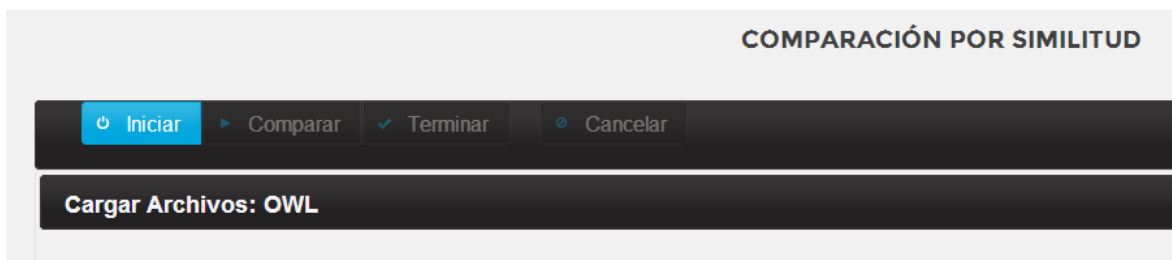 COMPARACIÓN POR SIMILITUD
Iniciar Comparar Terminar Cancelar
Cargar Archivos: OWL